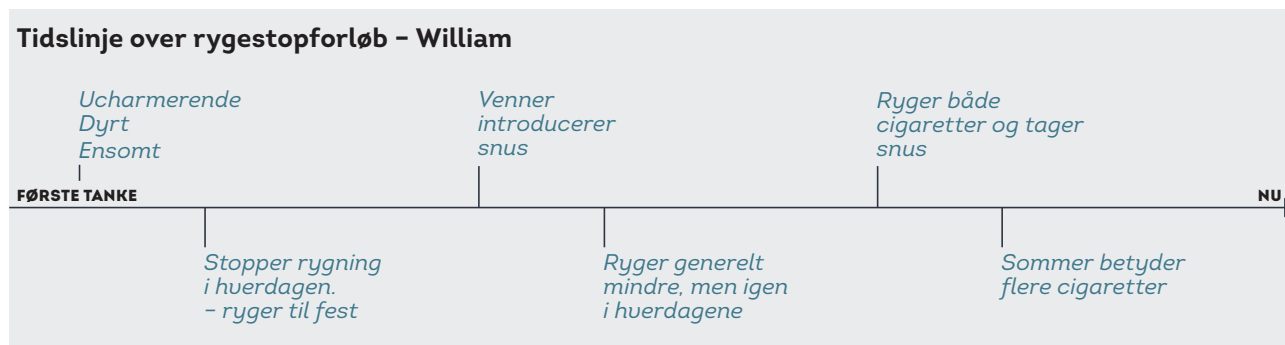 Tidslinje over rygestopforløb – William
Ucharmerende
Dyrt
Ensomt
Venner
introducerer
snus
Ryger både
cigaretter og tager
snus
FØRSTE TANKE
NU
Stopper rygning
i hverdagen.
– ryger til fest
Ryger generelt
mindre, men igen
i hverdagene
Sommer betyder
flere cigaretter